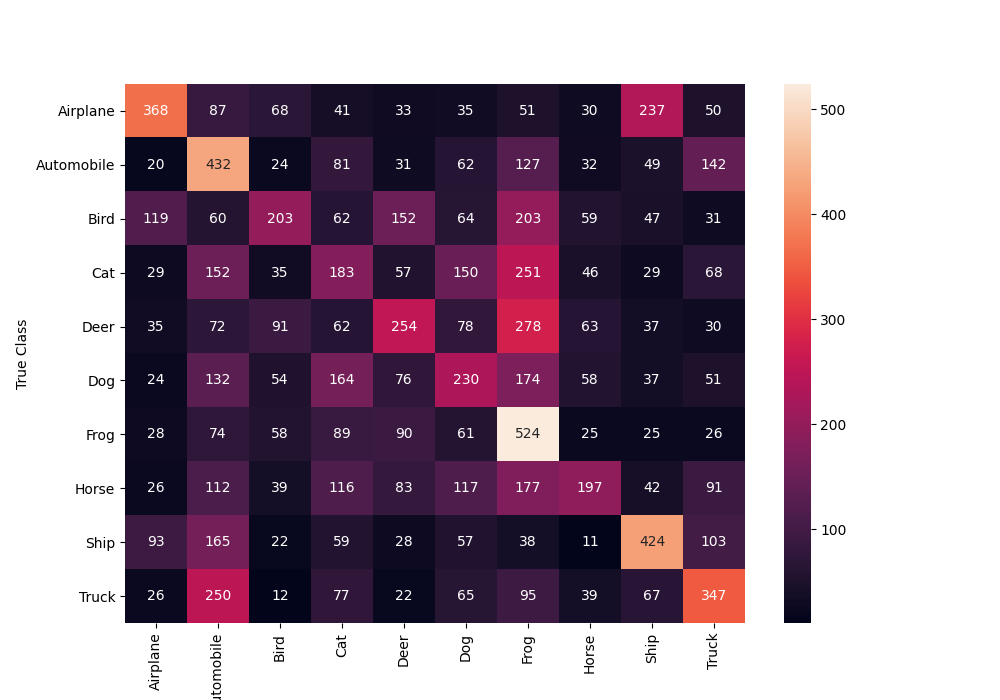 Airplane 368 87 68 41 33 35 51 30 237 50
Automobile 20 432 24 81 31 62 127 32 49 142
Bird 119 60 203 62 152 64 203 59 47 31
Cat 29 152 35 183 57 150 251 46 29 68
Deer 35 72 91 62 254 78 278 63 37 30
Dog 24 132 54 164 76 230 174 58 37 51
Frog 28 74 58 89 90 61 524 25 25 26
Horse 26 112 39 116 83 117 177 197 42 91
Ship 93 165 22 59 28 57 38 11 424 103
Truck 26 250 12 77 22 65 95 39 67 347
True Class
Airplane utomobile Bird Cat Deer Dog Frog Horse Ship Truck
500
400
300
200
100